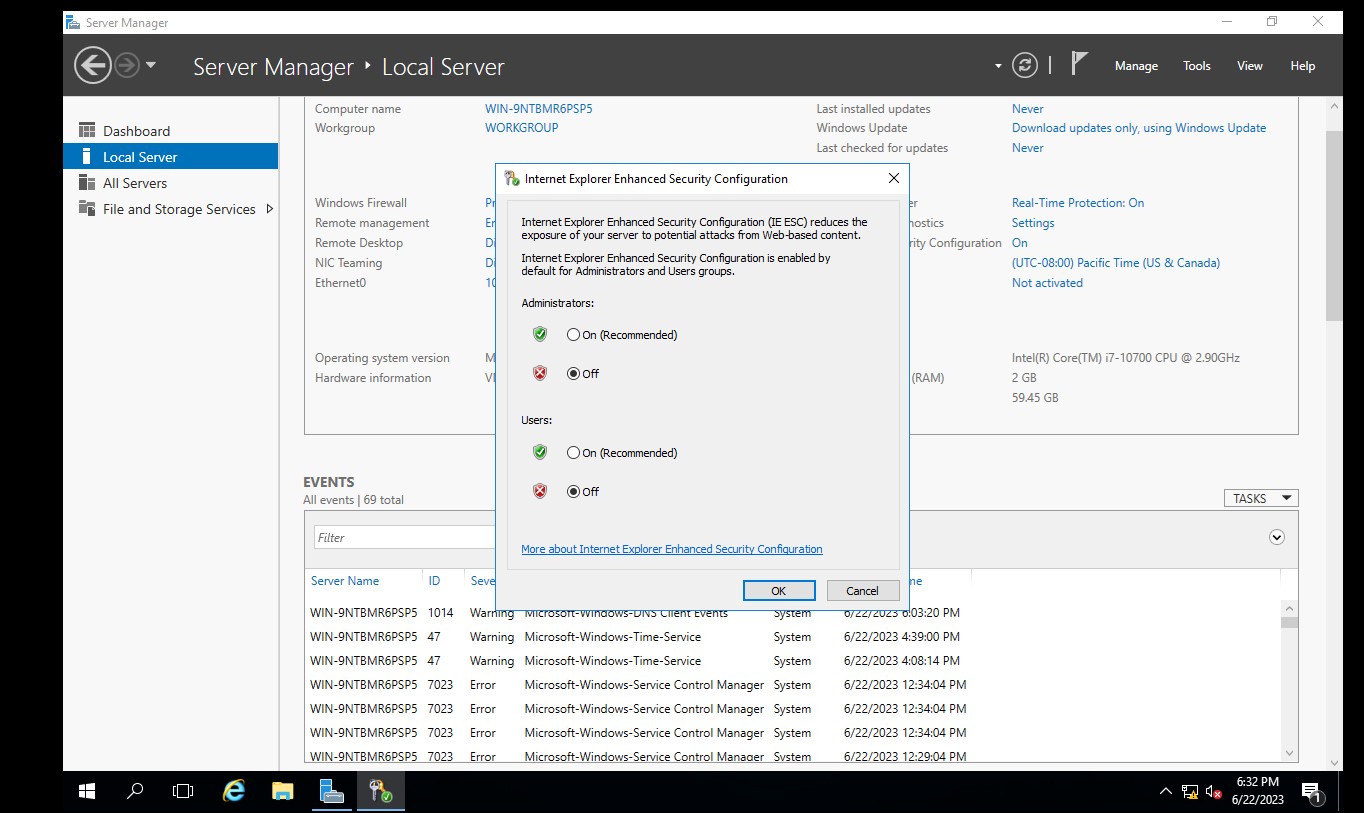 Server Manager
Server Manager Local Server
Manage Tools View Help
Dashboard
Local Server
All Servers
File and Storage Services
Computer name WIN-9NTBMR6PSP5
Workgroup WORKGROUP
Last installed updates Never
Windows Update Download updates only, using Windows Update
Last checked for updates Never
Windows Firewall
Remote management
Remote Desktop
NIC Teaming
Ethernet0
Real-Time Protection: On
Settings
rity Configuration On
(UTC-08:00) Pacific Time (US & Canada)
Not activated
Operating system version
Hardware information
Intel(R) Core(TM) i7-10700 CPU @ 2.90GHz
(RAM) 2 GB
59.45 GB
Internet Explorer Enhanced Security Configuration
Internet Explorer Enhanced Security Configuration (IE ESC) reduces the
exposure of your server to potential attacks from Web-based content.
Internet Explorer Enhanced Security Configuration is enabled by
default for Administrators and Users groups.
Administrators:
On (Recommended)
Off
Users:
On (Recommended)
Off
More about Internet Explorer Enhanced Security Configuration
OK Cancel
EVENTS
All events | 69 total
TASKS
Filter
Server Name ID Seve
WIN-9NTBMR6PSP5 1014 Warning Microsoft-Windows-DNS Client Events System 6/22/2023 6:03:20 PM
WIN-9NTBMR6PSP5 47 Warning Microsoft-Windows-Time-Service System 6/22/2023 4:39:00 PM
WIN-9NTBMR6PSP5 47 Warning Microsoft-Windows-Time-Service System 6/22/2023 4:08:14 PM
WIN-9NTBMR6PSP5 7023 Error Microsoft-Windows-Service Control Manager System 6/22/2023 12:34:04 PM
WIN-9NTBMR6PSP5 7023 Error Microsoft-Windows-Service Control Manager System 6/22/2023 12:34:04 PM
WIN-9NTBMR6PSP5 7023 Error Microsoft-Windows-Service Control Manager System 6/22/2023 12:34:04 PM
WIN-9NTBMR6PSP5 7023 Error Microsoft-Windows-Service Control Manager System 6/22/2023 12:29:04 PM
6:32 PM
6/22/2023
1